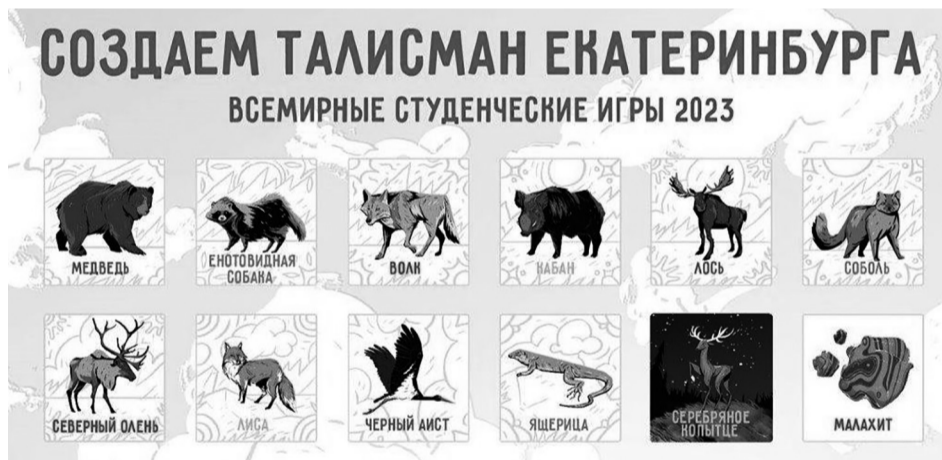 СОЗДАЕМ ТАЛИСМАН ЕКАТЕРИНБУРГА
ВСЕМИРНЫЕ СТУДЕНЧЕСКИЕ ИГРЫ 2023
МЕДВЕДЬ
ЕНОТОВИДНАЯ
СОБАКА
ВОЛК
КАБАН
ЛОСЬ
СОБОЛЬ
СЕВЕРНЫЙ ОЛЕНЬ
ЛИСА
ЧЕРНЫЙ АИСТ
ЯЩЕРИЦА
СЕРЕБРЯНОЕ
КОПЫТЦЕ
МАЛАХИТ